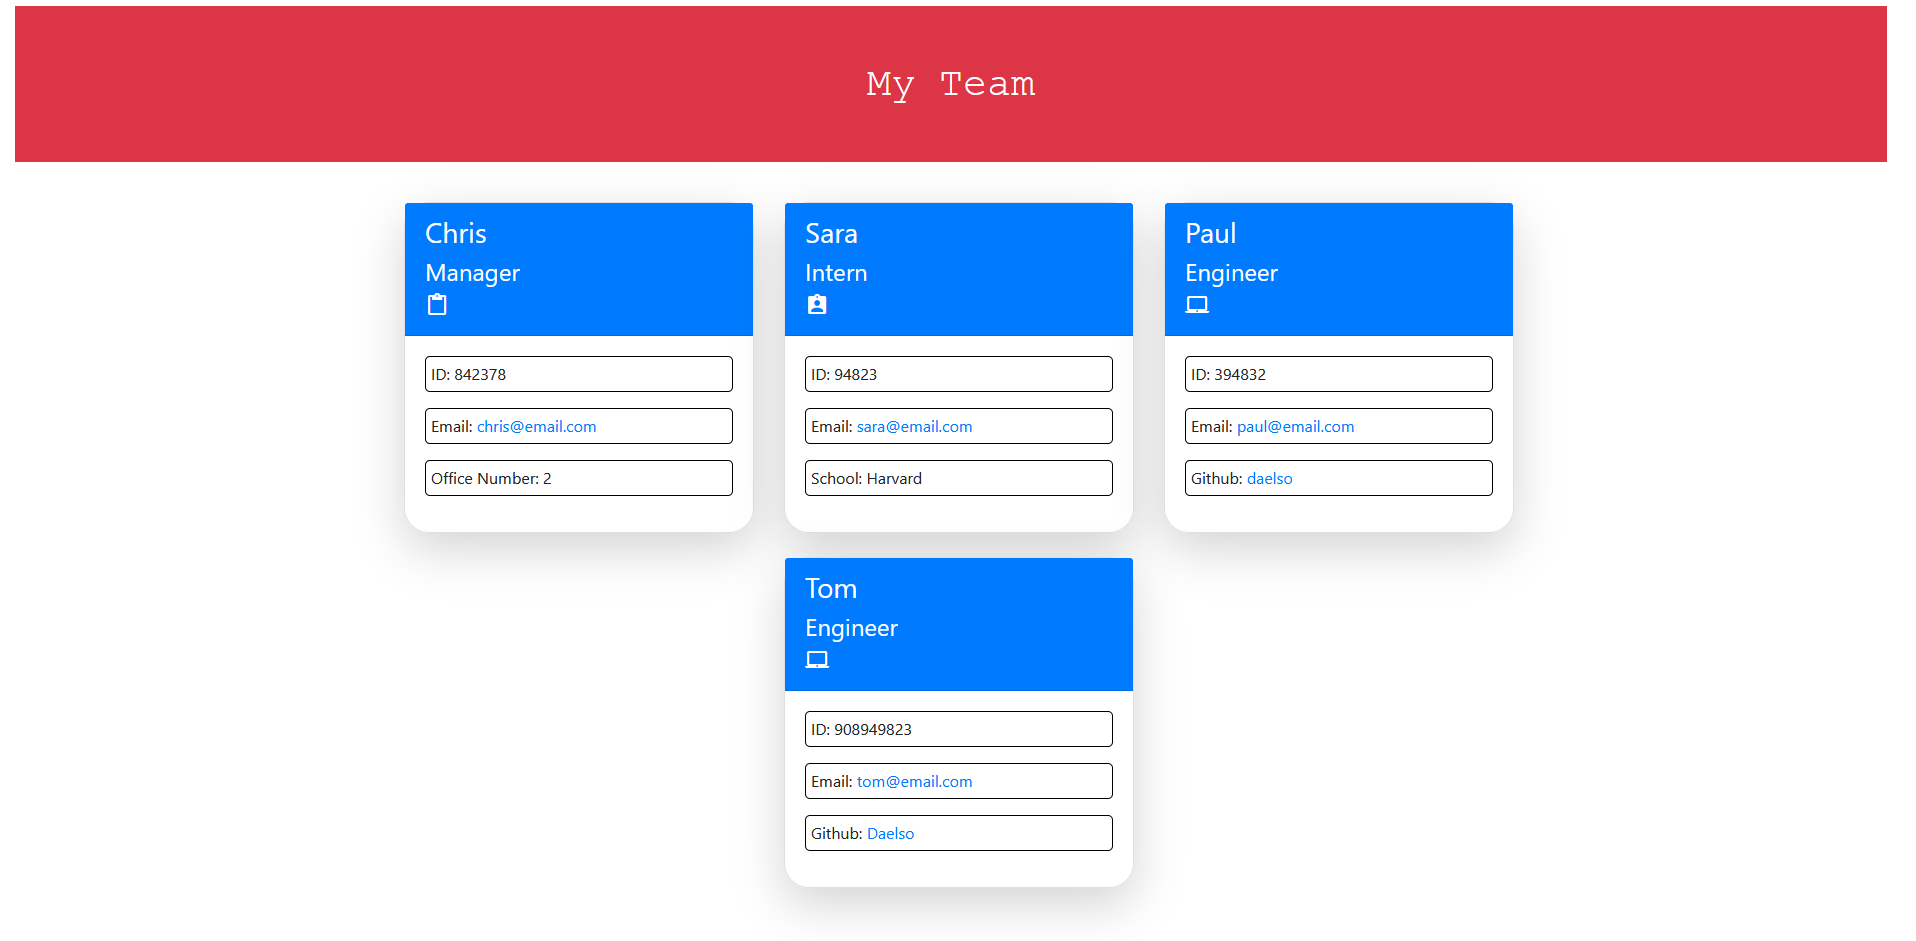 My Team
Chris
Manager
ID: 842378
Email: chris@email.com
Office Number: 2
Sara
Intern
ID: 94823
Email: sara@email.com
School: Harvard
Paul
Engineer
ID: 394832
Email: paul@email.com
Github: daelso
Tom
Engineer
ID: 908949823
Email: tom@email.com
Github: Daelso